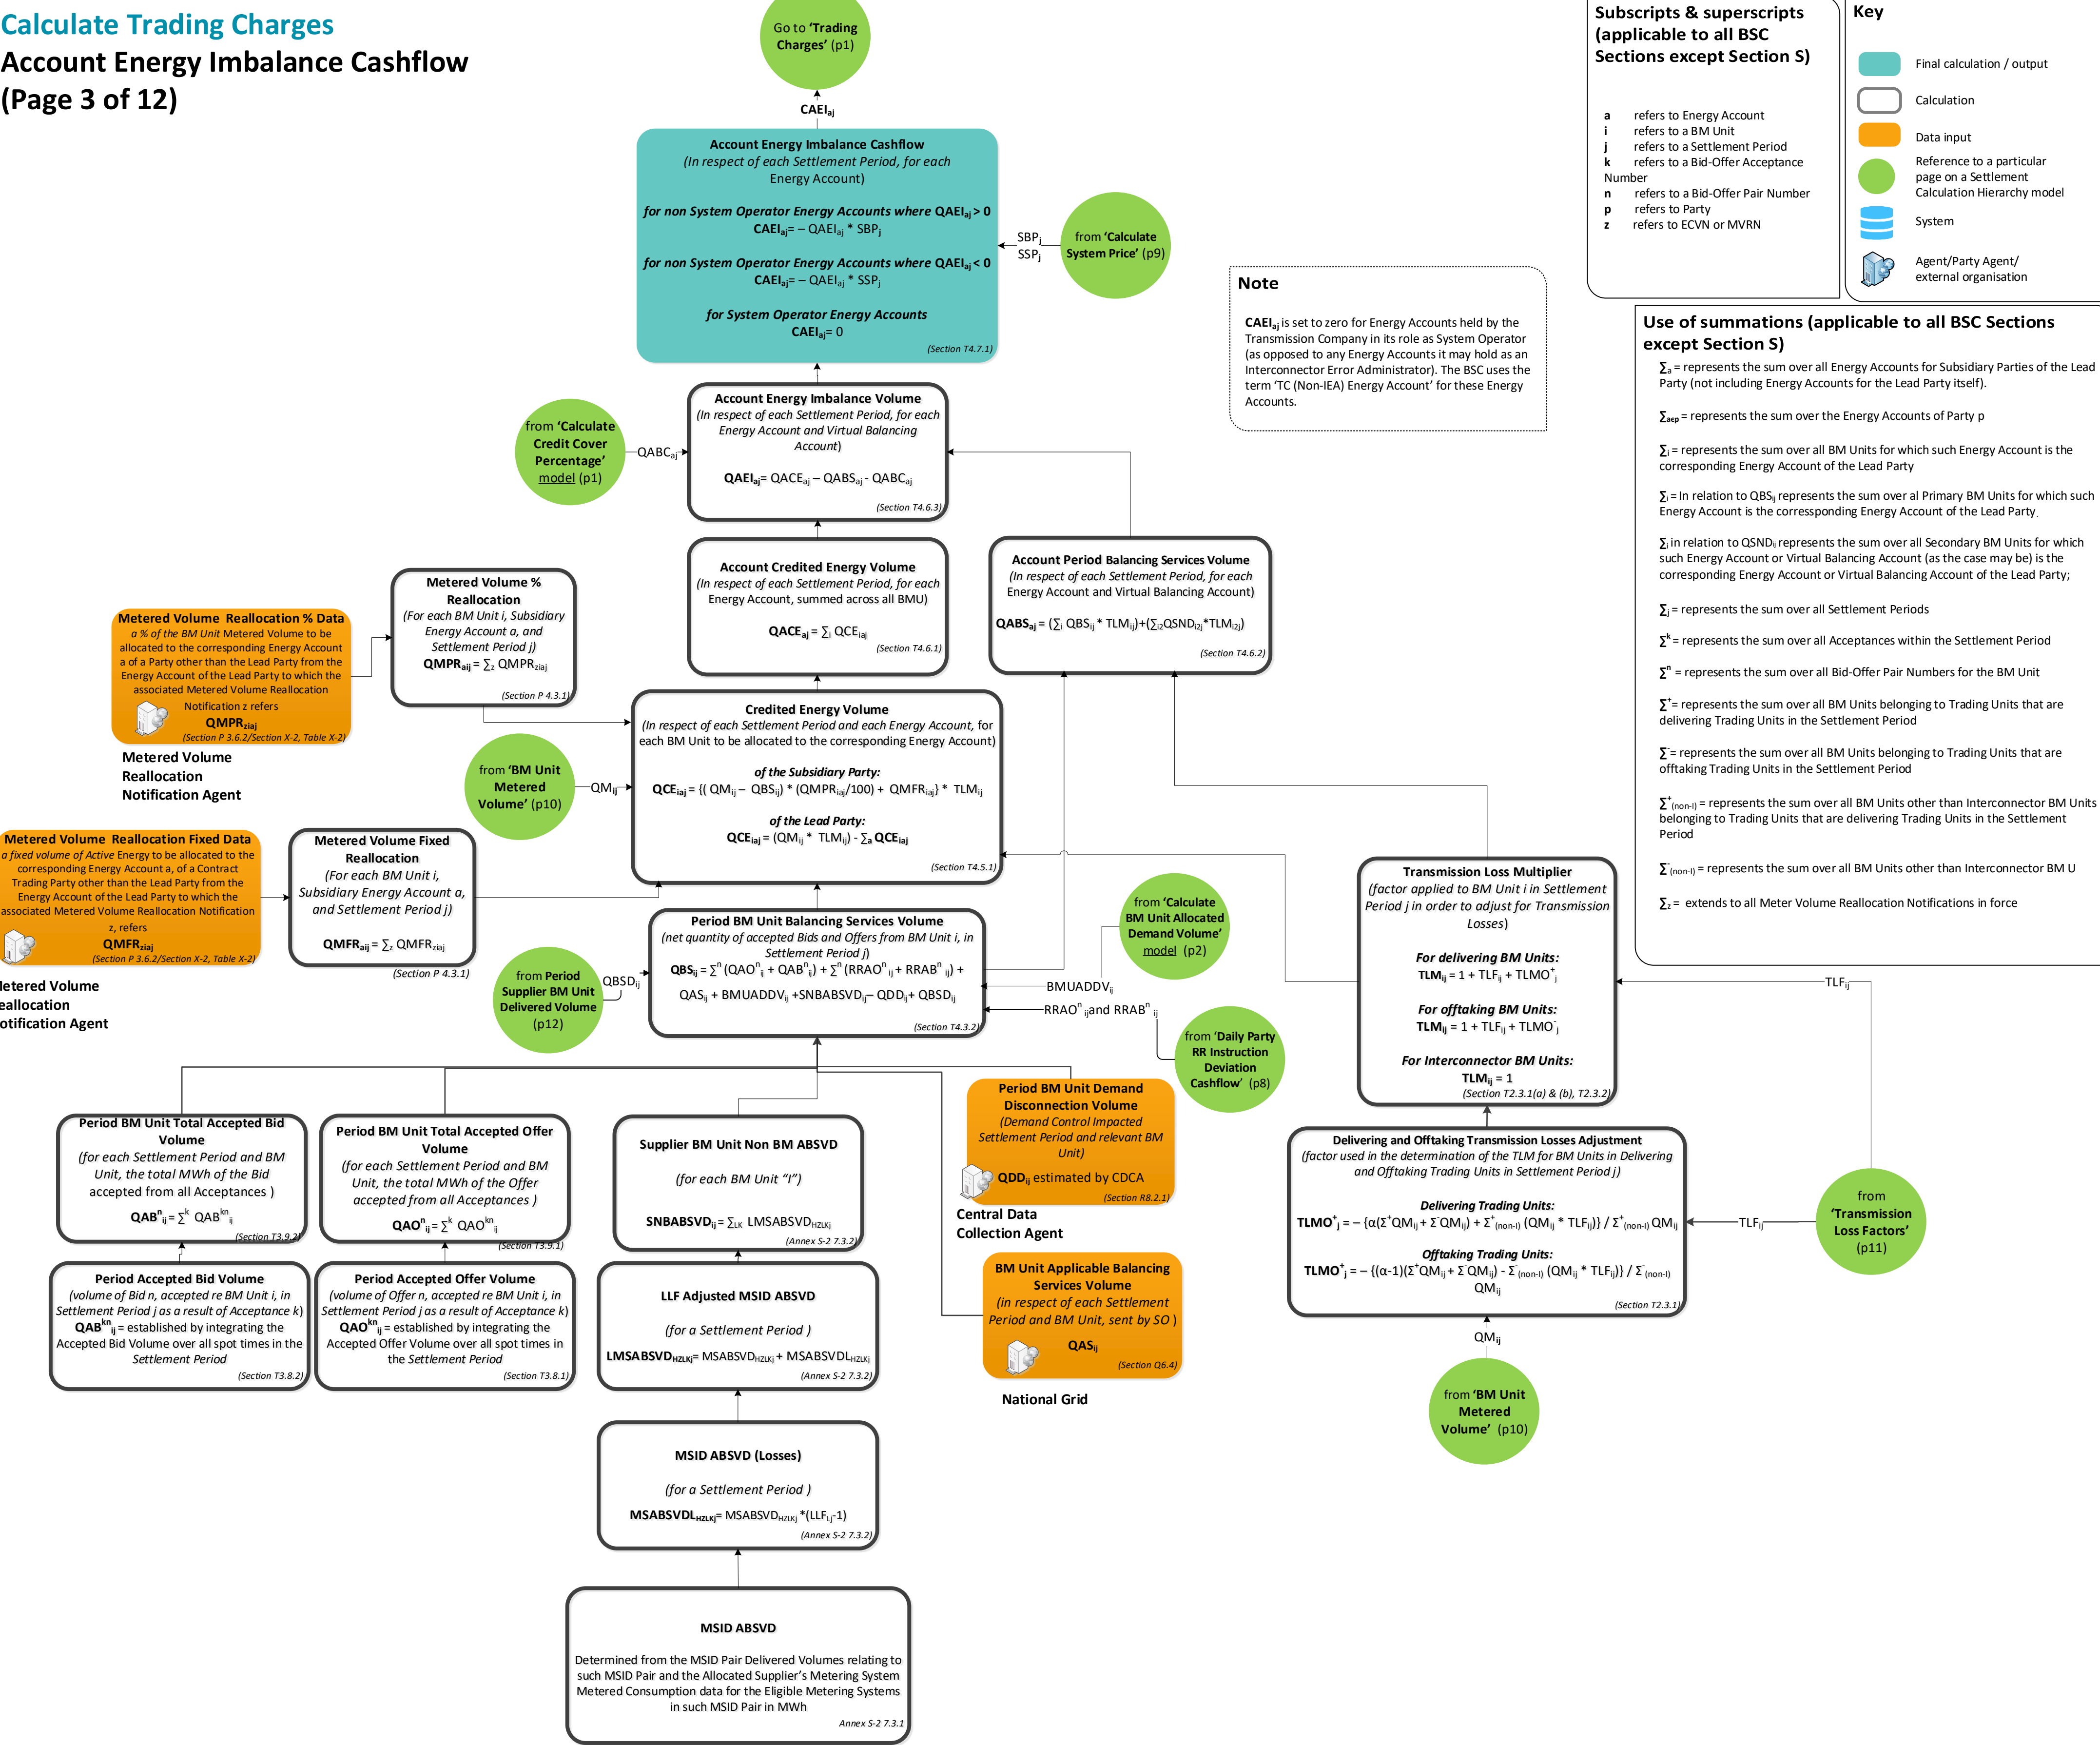 Calculate Trading Charges
Account Energy Imbalance Cashflow
(Page 3 of 12)
Go to ‘Trading
Charges’ (p1)
CAEIaj
Account Energy Imbalance Cashflow
(In respect of each Settlement Period, for each
Energy Account)
for non System Operator Energy Accounts where QAEIaj > 0
CAEIaj= – QAEIaj * SBPj
for non System Operator Energy Accounts where QAEIaj < 0
CAEIaj= – QAEIaj * SSPj
for System Operator Energy Accounts
CAEIaj= 0
(Section T4.7.1)
SBPj
SSPj
from ‘Calculate
System Price’ (p9)
Note
CAEIaj is set to zero for Energy Accounts held by the
Transmission Company in its role as System Operator
(as opposed to any Energy Accounts it may hold as an
Interconnector Error Administrator). The BSC uses the
term ‘TC (Non-IEA) Energy Account’ for these Energy
Accounts.
Subscripts & superscripts
(applicable to all BSC
Sections except Section S)
a refers to Energy Account
i refers to a BM Unit
j refers to a Settlement Period
k refers to a Bid-Offer Acceptance
Number
n refers to a Bid-Offer Pair Number
p refers to Party
z refers to ECVN or MVRN
Key
Final calculation / output
Calculation
Data input
Reference to a particular
page on a Settlement
Calculation Hierarchy model
System
Agent/Party Agent/
external organisation
Use of summations (applicable to all BSC Sections
except Section S)
∑a = represents the sum over all Energy Accounts for Subsidiary Parties of the Lead
Party (not including Energy Accounts for the Lead Party itself).
∑aєp = represents the sum over the Energy Accounts of Party p
∑i = represents the sum over all BM Units for which such Energy Account is the
corresponding Energy Account of the Lead Party
∑i = In relation to QBSij represents the sum over al Primary BM Units for which such
Energy Account is the corressponding Energy Account of the Lead Party.
∑i in relation to QSNDij represents the sum over all Secondary BM Units for which
such Energy Account or Virtual Balancing Account (as the case may be) is the
corresponding Energy Account or Virtual Balancing Account of the Lead Party;
∑j = represents the sum over all Settlement Periods
∑k = represents the sum over all Acceptances within the Settlement Period
∑n = represents the sum over all Bid-Offer Pair Numbers for the BM Unit
∑+= represents the sum over all BM Units belonging to Trading Units that are
delivering Trading Units in the Settlement Period
∑-= represents the sum over all BM Units belonging to Trading Units that are
offtaking Trading Units in the Settlement Period
∑+(non-I) = represents the sum over all BM Units other than Interconnector BM Units
belonging to Trading Units that are delivering Trading Units in the Settlement
Period
∑-(non-I) = represents the sum over all BM Units other than Interconnector BM U
∑z = extends to all Meter Volume Reallocation Notifications in force
from ‘Calculate
Credit Cover
Percentage’
model (p1)
QABCaj
Account Energy Imbalance Volume
(In respect of each Settlement Period, for each
Energy Account and Virtual Balancing
Account)
QAEIaj= QACEaj – QABSaj - QABCaj
(Section T4.6.3)
Account Credited Energy Volume
(In respect of each Settlement Period, for each
Energy Account, summed across all BMU)
QACEaj = ∑i QCEiaj
(Section T4.6.1)
Account Period Balancing Services Volume
(In respect of each Settlement Period, for each
Energy Account and Virtual Balancing Account)
QABSaj = (∑i QBSij * TLMij)+(∑i2QSNDi2j*TLMi2j)
(Section T4.6.2)
Metered Volume Reallocation % Data
a % of the BM Unit Metered Volume to be
allocated to the corresponding Energy Account
a of a Party other than the Lead Party from the
Energy Account of the Lead Party to which the
associated Metered Volume Reallocation
Notification z refers
QMPRziaj
(Section P 3.6.2/Section X-2, Table X-2)
Metered Volume
Reallocation
Notification Agent
Metered Volume %
Reallocation
(For each BM Unit i, Subsidiary
Energy Account a, and
Settlement Period j)
QMPRaij = ∑z QMPRziaj
(Section P 4.3.1)
from ‘BM Unit
Metered
Volume’ (p10)
QMij
Credited Energy Volume
(In respect of each Settlement Period and each Energy Account, for
each BM Unit to be allocated to the corresponding Energy Account)
of the Subsidiary Party:
QCEiaj = {( QMij – QBSij) * (QMPRiaj/100) + QMFRiaj} * TLMij
of the Lead Party:
QCEiaj = (QMij * TLMij) - ∑a QCEiaj
(Section T4.5.1)
Metered Volume Reallocation Fixed Data
a fixed volume of Active Energy to be allocated to the
corresponding Energy Account a, of a Contract
Trading Party other than the Lead Party from the
Energy Account of the Lead Party to which the
associated Metered Volume Reallocation Notification
z, refers
QMFRziaj
(Section P 3.6.2/Section X-2, Table X-2)
Metered Volume
eallocation
otification Agent
Metered Volume Fixed
Reallocation
(For each BM Unit i,
Subsidiary Energy Account a,
and Settlement Period j)
QMFRaij = ∑z QMFRziaj
(Section P 4.3.1)
from Period
Supplier BM Unit
Delivered Volume
(p12)
QBSDij
Period BM Unit Balancing Services Volume
(net quantity of accepted Bids and Offers from BM Unit i, in
Settlement Period j)
QBSij = ∑n (QAOnij + QABnij) + ∑n (RRAOnij + RRABnij) +
QASij + BMUADDVij +SNBABSVDij– QDDij+ QBSDij
(Section T4.3.2)
from ‘Calculate
BM Unit Allocated
Demand Volume’
model (p2)
BMUADDVij
RRAOnijand RRABnij
from ‘Daily Party
RR Instruction
Deviation
Cashflow’ (p8)
Transmission Loss Multiplier
(factor applied to BM Unit i in Settlement
Period j in order to adjust for Transmission
Losses)
For delivering BM Units:
TLMij = 1 + TLFij + TLMO+j
For offtaking BM Units:
TLMij = 1 + TLFij + TLMO-j
For Interconnector BM Units:
TLMij = 1
(Section T2.3.1(a) & (b), T2.3.2)
TLFij
Period BM Unit Total Accepted Bid
Volume
(for each Settlement Period and BM
Unit, the total MWh of the Bid
accepted from all Acceptances )
QABnij = ∑k QABknij
(Section T3.9.2)
Period BM Unit Total Accepted Offer
Volume
(for each Settlement Period and BM
Unit, the total MWh of the Offer
accepted from all Acceptances )
QAOnij = ∑k QAOknij
(Section T3.9.1)
Supplier BM Unit Non BM ABSVD
(for each BM Unit “I”)
SNBABSVDij = ∑LK LMSABSVDHZLKj
(Annex S-2 7.3.2)
Period BM Unit Demand
Disconnection Volume
(Demand Control Impacted
Settlement Period and relevant BM
Unit)
QDDij estimated by CDCA
(Section R8.2.1)
Central Data
Collection Agent
Delivering and Offtaking Transmission Losses Adjustment
(factor used in the determination of the TLM for BM Units in Delivering
and Offtaking Trading Units in Settlement Period j)
Delivering Trading Units:
TLMO+j = – {α(Σ+QMij + Σ-QMij) + Σ+(non-I) (QMij * TLFij)} / Σ+(non-I) QMij
Offtaking Trading Units:
TLMO+j = – {(α-1)(Σ+QMij + Σ-QMij) - Σ-(non-I) (QMij * TLFij)} / Σ-(non-I)
QMij
(Section T2.3.1)
TLFij
from
‘Transmission
Loss Factors’
(p11)
Period Accepted Bid Volume
(volume of Bid n, accepted re BM Unit i, in
Settlement Period j as a result of Acceptance k)
QABknij = established by integrating the
Accepted Bid Volume over all spot times in the
Settlement Period
(Section T3.8.2)
Period Accepted Offer Volume
(volume of Offer n, accepted re BM Unit i, in
Settlement Period j as a result of Acceptance k)
QAOknij = established by integrating the
Accepted Offer Volume over all spot times in
the Settlement Period
(Section T3.8.1)
LLF Adjusted MSID ABSVD
(for a Settlement Period )
LMSABSVDHZLKj= MSABSVDHZLKj + MSABSVDLHZLKj
(Annex S-2 7.3.2)
BM Unit Applicable Balancing
Services Volume
(in respect of each Settlement
Period and BM Unit, sent by SO )
QASij
(Section Q6.4)
National Grid
QMij
from ‘BM Unit
Metered
Volume’ (p10)
MSID ABSVD (Losses)
(for a Settlement Period )
MSABSVDLHZLKj= MSABSVDHZLKj *(LLFLj-1)
(Annex S-2 7.3.2)
MSID ABSVD
Determined from the MSID Pair Delivered Volumes relating to
such MSID Pair and the Allocated Supplier’s Metering System
Metered Consumption data for the Eligible Metering Systems
in such MSID Pair in MWh
Annex S-2 7.3.1